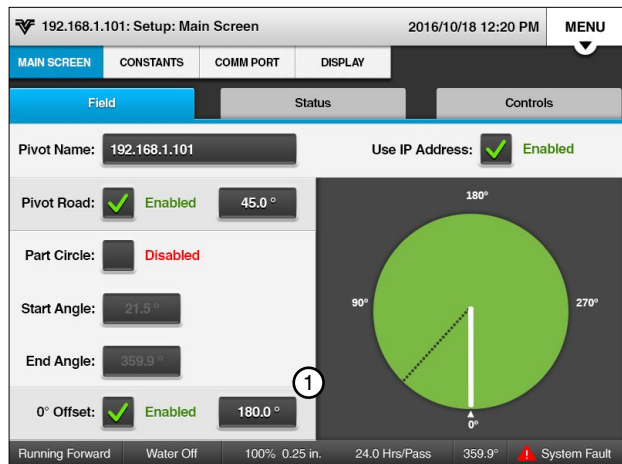 192.168.1.101: Setup: Main Screen 2016/10/18 12:20 PM MENU
MAIN SCREEN CONSTANTS COMM PORT DISPLAY
Field Status Controls
Pivot Name: 192.168.1.101 Use IP Address: Enabled
Pivot Road: Enabled 45.0 °
180°
Part Circle: Disabled
Start Angle: 21.5 °
90° 270°
End Angle: 359.9 °
1
0° Offset: Enabled 180.0 °
0°
Running Forward Water Off 100% 0.25 in. 24.0 Hrs/Pass 359.9° System Fault